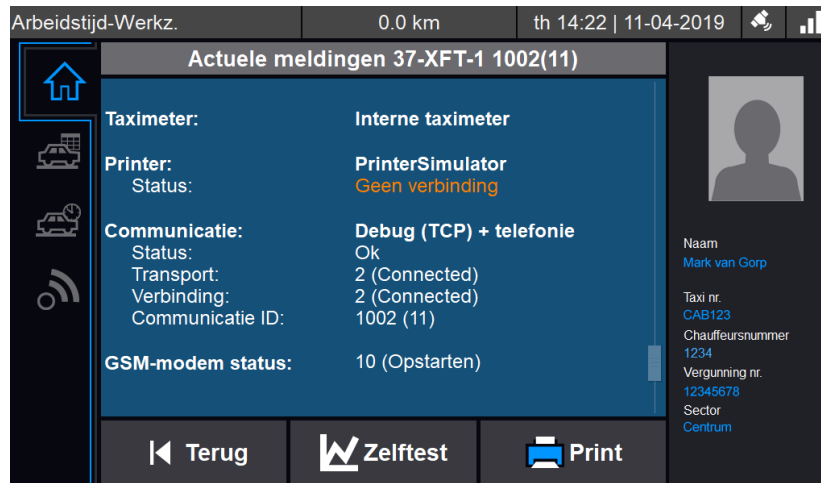 Arbeidstijd-Werkz. 0.0 km th 14:22 | 11-04-2019
Actuele meldingen 37-XFT-1 1002(11)
Taximeter: Interne taximeter
Printer: PrinterSimulator
Status: Geen verbinding
Communicatie: Debug (TCP) + telefonie
Status: Ok
Transport: 2 (Connected)
Verbinding: 2 (Connected)
Communicatie ID: 1002 (11)
GSM-modem status: 10 (Opstarten)
Terug Zelftest Print
Naam
Mark van Gorp
Taxi nr.
CAB123
Chauffeursnummer
1234
Vergunning nr.
12345678
Sector
Centrum